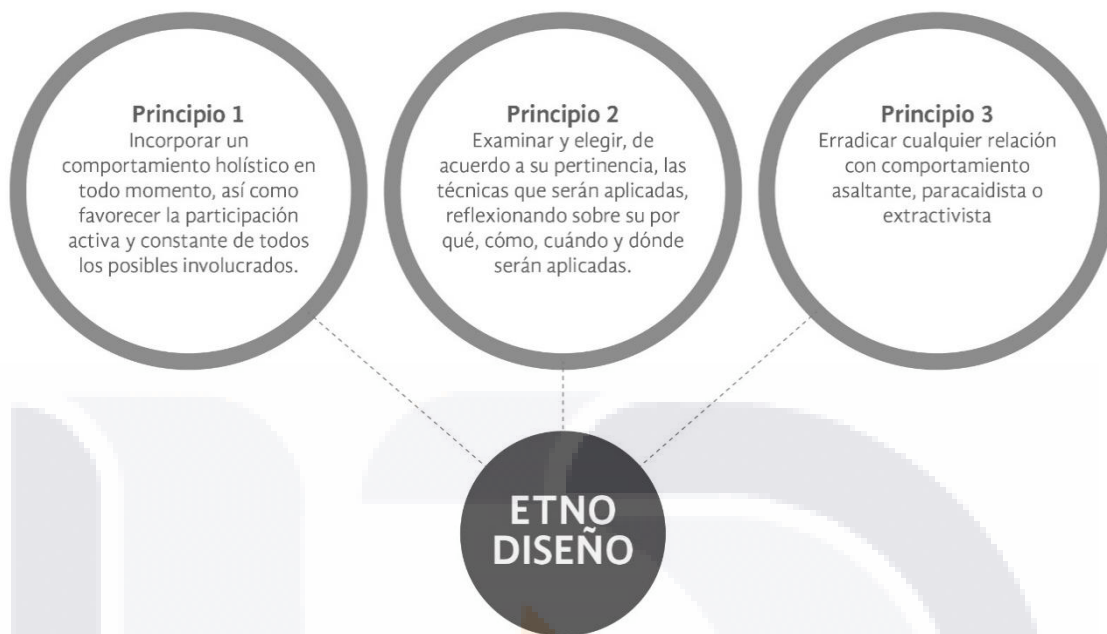 Principio 1
Incorporar un
comportamiento holístico en
todo momento, así como
favorecer la participación
activa y constante de todos
los posibles involucrados.
Principio 2
Examinar y elegir, de
acuerdo a su pertinencia, las
técnicas que serán aplicadas,
reflexionando sobre su por
qué, cómo, cuándo y dónde
serán aplicadas.
Principio 3
Erradicar cualquier relación
con comportamiento
asaltante, paracaidista o
extractivista
ETNO
DISEÑO